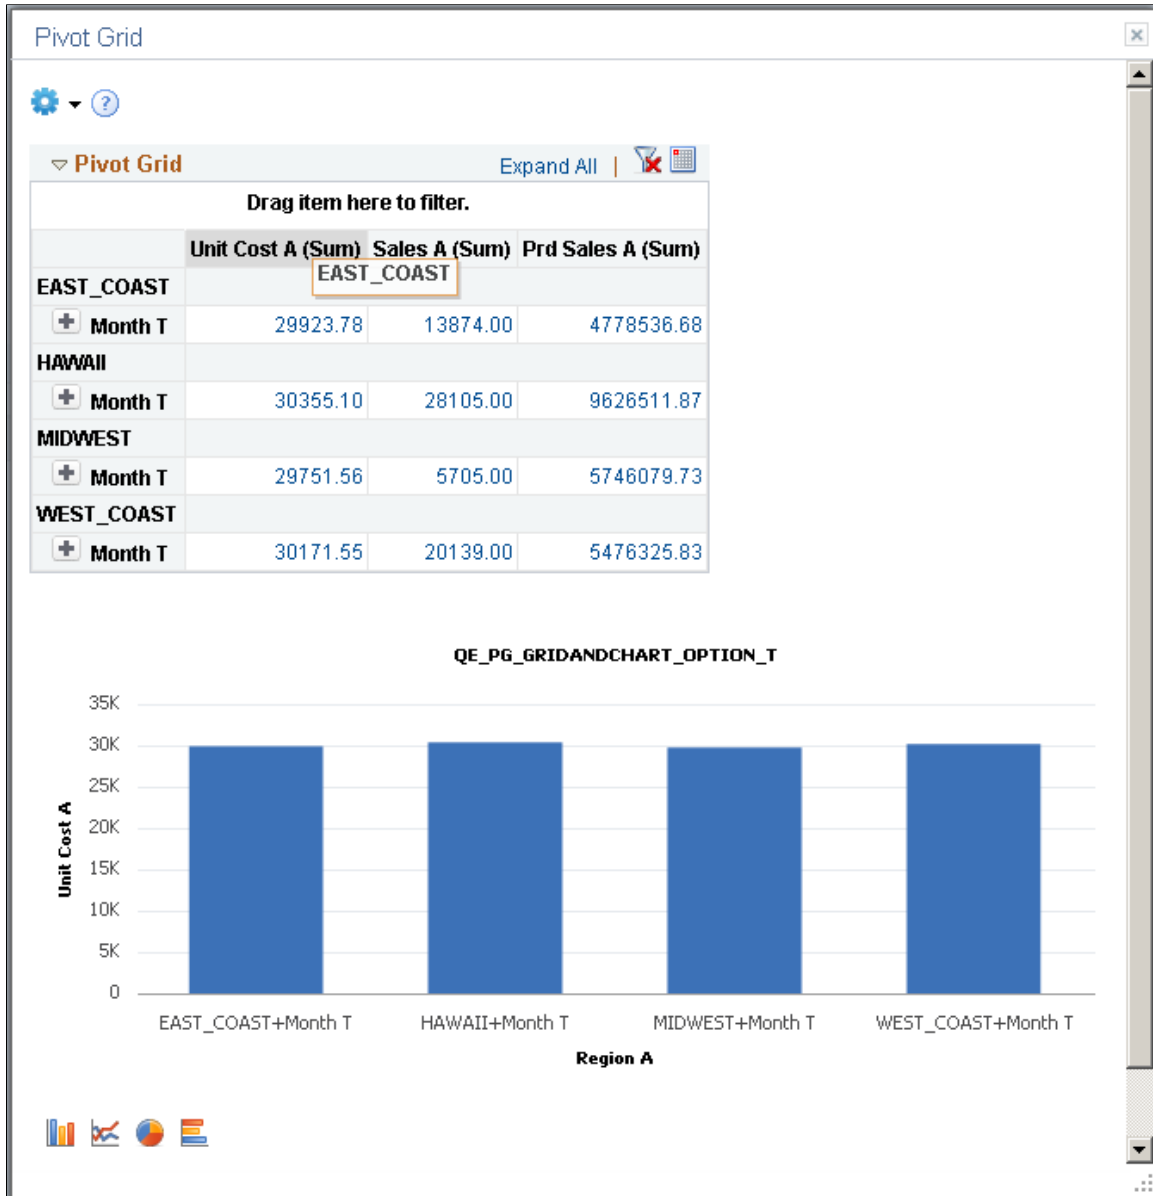 Pivot Grid
?
Pivot Grid Expand All |
Drag item here to filter.
Unit Cost A (Sum) Sales A (Sum) Prd Sales A (Sum)
EAST_COAST
EAST_COAST
Month T 29923.78 13874.00 4778536.68
HAWAII
Month T 30355.10 28105.00 9626511.87
MIDWEST
Month T 29751.56 5705.00 5746079.73
WEST_COAST
Month T 30171.55 20139.00 5476325.83
QE_PG_GRIDANDCHART_OPTION_T
35K
30K
25K
20K
15K
10K
5K
0
Unit Cost A
EAST_COAST+Month T HAWAII+Month T MIDWEST+Month T WEST_COAST+Month T
Region A